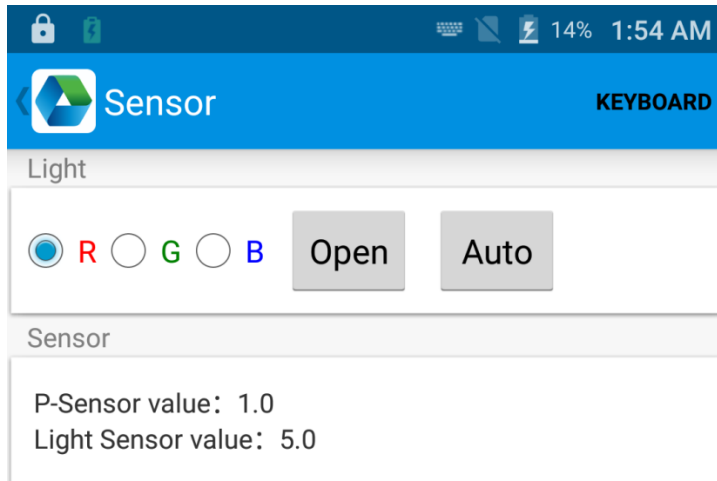 14% 1:54 AM
Sensor KEYBOARD
Light
R G B Open Auto
Sensor
P-Sensor value：1.0
Light Sensor value：5.0